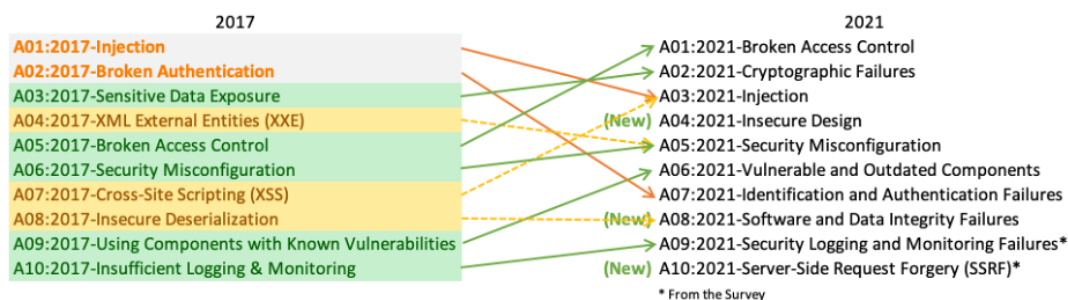 2017
2021
A01:2017-Injection
A02:2017-Broken Authentication
A03:2017-Sensitive Data Exposure
A04:2017-XML External Entities (XXE)
A05:2017-Broken Access Control
A06:2017-Security Misconfiguration
A07:2017-Cross-Site Scripting (XSS)
A08:2017-Insecure Deserialization
A09:2017-Using Components with Known Vulnerabilities
A10:2017-Insufficient Logging & Monitoring
A01:2021-Broken Access Control
A02:2021-Cryptographic Failures
A03:2021-Injection
(New) A04:2021-Insecure Design
A05:2021-Security Misconfiguration
A06:2021-Vulnerable and Outdated Components
A07:2021-Identification and Authentication Failures
(New) A08:2021-Software and Data Integrity Failures
A09:2021-Security Logging and Monitoring Failures*
(New) A10:2021-Server-Side Request Forgery (SSRF)*
* From the Survey